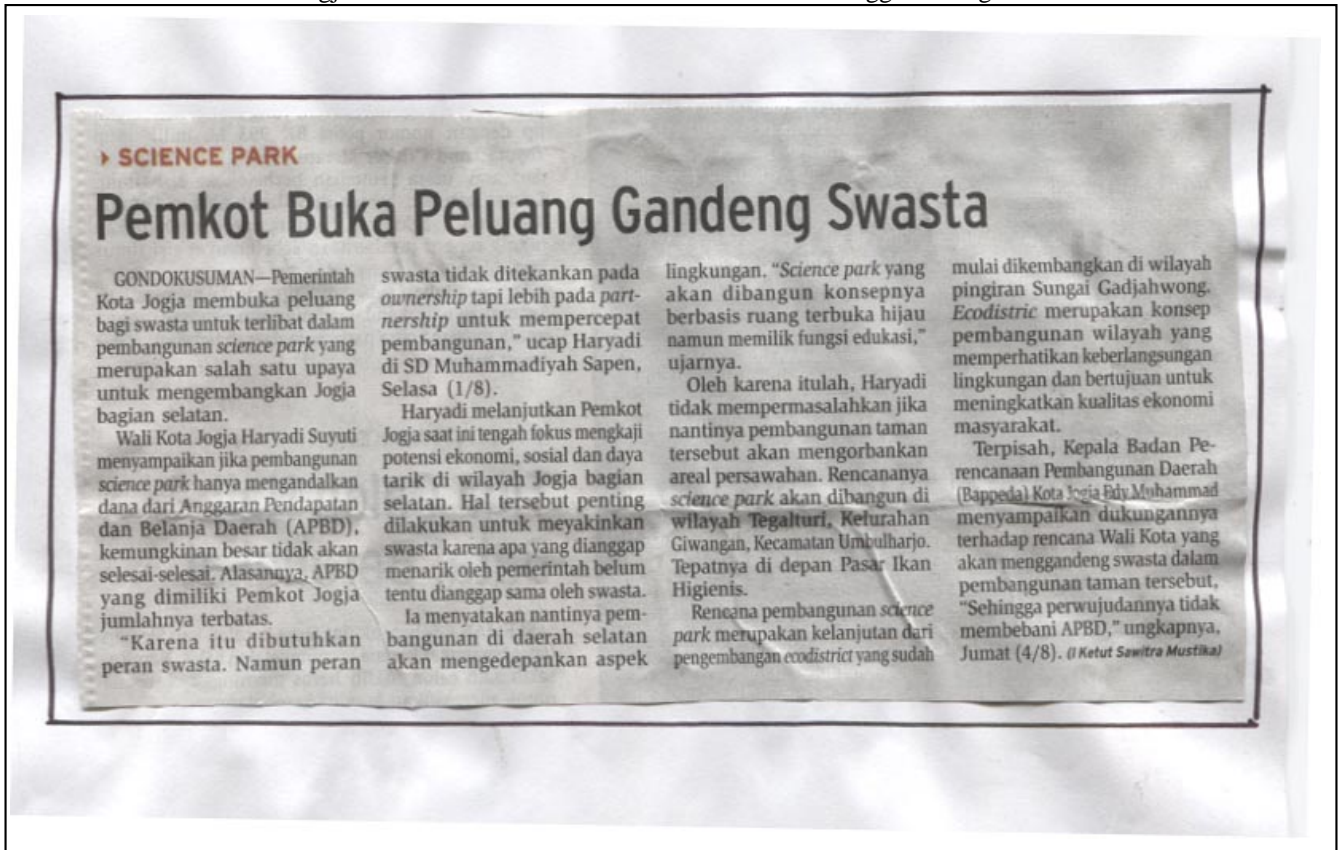 SCIENCE PARK
Pemkot Buka Peluang Gandeng Swasta
GONDOKUSUMAN—Pemerintah
Kota Jogja membuka peluang
bagi swasta untuk terlibat dalam
pembangunan science park yang
merupakan salah satu upaya
untuk mengembangkan Jogja
bagian selatan.
Wali Kota Jogja Haryadi Suyuti
menyampaikan jika pembangunan
science park hanya mengandalkan
dana dari Anggaran Pendapatan
dan Belanja Daerah (APBD),
kemungkinan besar tidak akan
selesai-selesai. Alasannya, APBD
yang dimiliki Pemkot Jogja
jumlahnya terbatas.
"Karena itu dibutuhkan
peran swasta. Namun peran
swasta tidak ditekankan pada
ownership tapi lebih pada part-
nership untuk mempercepat
pembangunan," ucap Haryadi
di SD Muhammadiyah Sapen,
Selasa (1/8).
Haryadi melanjutkan Pemkot
Jogja saat ini tengah fokus mengkaji
potensi ekonomi, sosial dan daya
tarik di wilayah Jogja bagian
selatan. Hal tersebut penting
dilakukan untuk meyakinkan
swasta karena apa yang dianggap
menarik oleh pemerintah belum
tentu dianggap sama oleh swasta.
Ia menyatakan nantinya pem-
bangunan di daerah selatan
akan mengedepankan aspek
lingkungan. "Science park yang
akan dibangun konsepnya
berbasis ruang terbuka hijau
namun memilik fungsi edukasi,"
ujarnya.
Oleh karena itulah, Haryadi
tidak mempermasalahkan jika
nantinya pembangunan taman
tersebut akan mengorbankan
areal persawahan. Rencananya
science park akan dibangun di
wilayah Tegalturi, Kelurahan
Giwangan, Kecamatan Umbulharjo.
Tepatnya di depan Pasar Ikan
Higienis.
Rencana pembangunan science
park merupakan kelanjutan dari
pengembangan ecodistrict yang sudah
mulai dikembangkan di wilayah
pingiran Sungai Gadjahwong.
Ecodistric merupakan konsep
pembangunan wilayah yang
memperhatikan keberlangsungan
lingkungan dan bertujuan untuk
meningkatkan kualitas ekonomi
masyarakat.
Terpisah, Kepala Badan Pe-
rencanaan Pembangunan Daerah
(Bappeda) Kota Jogja Edy Muhammad
menyampaikan dukungannya
terhadap rencana Wali Kota yang
akan menggandeng swasta dalam
pembangunan taman tersebut,
"Sehingga perwujudannya tidak
membebani APBD," ungkapnya,
Jumat (4/8). (I Ketut Sawitra Mustika)